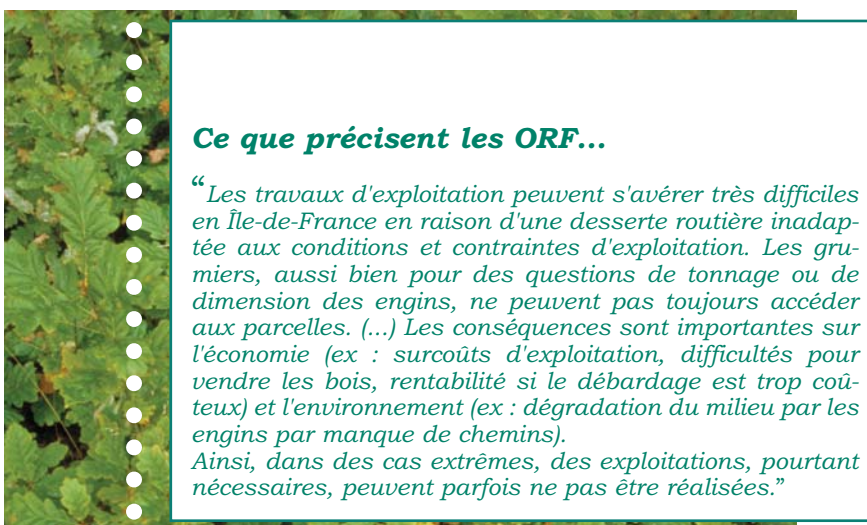 Ce que précisent les ORF...
“Les travaux d'exploitation peuvent s'avérer très difficiles
en Île-de-France en raison d'une desserte routière inadap-
tée aux conditions et contraintes d'exploitation. Les gru-
miers, aussi bien pour des questions de tonnage ou de
dimension des engins, ne peuvent pas toujours accéder
aux parcelles. (...) Les conséquences sont importantes sur
l'économie (ex : surcoûts d'exploitation, difficultés pour
vendre les bois, rentabilité si le débardage est trop coû-
teux) et l'environnement (ex : dégradation du milieu par les
engins par manque de chemins).
Ainsi, dans des cas extrêmes, des exploitations, pourtant
nécessaires, peuvent parfois ne pas être réalisées.”